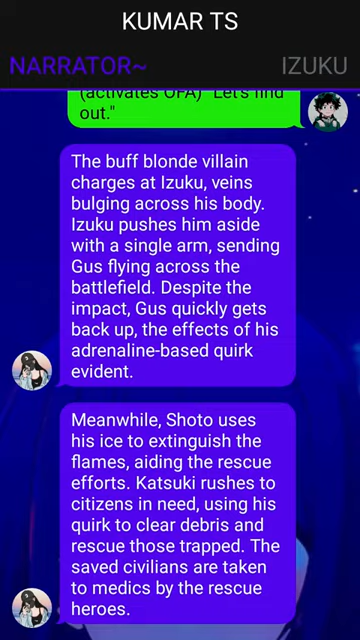 KUMAR TS
NARRATOR~
IZUKU
(activates OFA) "Let's find
out."
The buff blonde villain
charges at Izuku, veins
bulging across his body.
Izuku pushes him aside
with a single arm, sending
Gus flying across the
battlefield. Despite the
impact, Gus quickly gets
back up, the effects of his
adrenaline-based quirk
evident.
Meanwhile, Shoto uses
his ice to extinguish the
flames, aiding the rescue
efforts. Katsuki rushes to
citizens in need, using his
quirk to clear debris and
rescue those trapped. The
saved civilians are taken
to medics by the rescue
heroes.